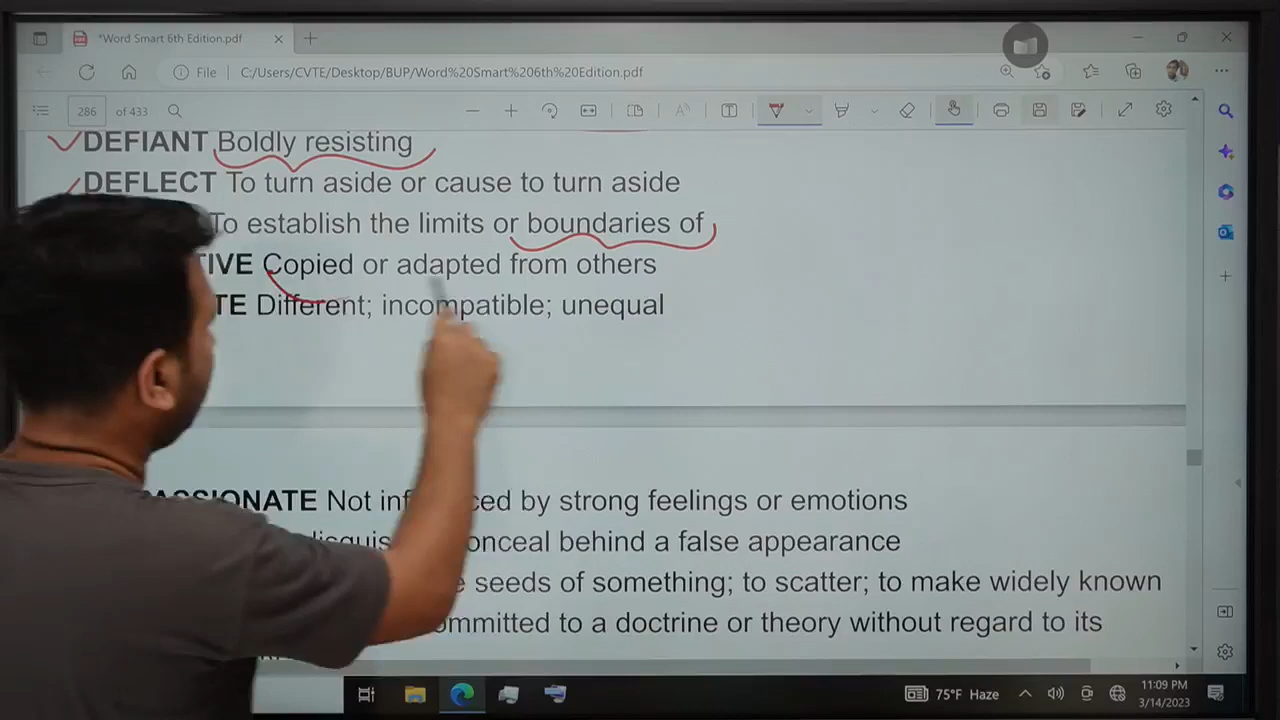 *Word Smart 6th Edition.pdf
File C:/Users/CVTE/Desktop/BUP/Word%20Smart%206th%20Edition.pdf
286 of 433
DEFIANT Boldly resisting
DEFLECT To turn aside or cause to turn aside
To establish the limits or boundaries of
TIVE Copied or adapted from others
TE Different; incompatible; unequal
ASSIONATE Not by strong feelings or emotions
onceal behind a false appearance
seeds of something; to scatter; to make widely known
ommitted to a doctrine or theory without regard to its
75°F Haze
11:09 PM
3/14/2023